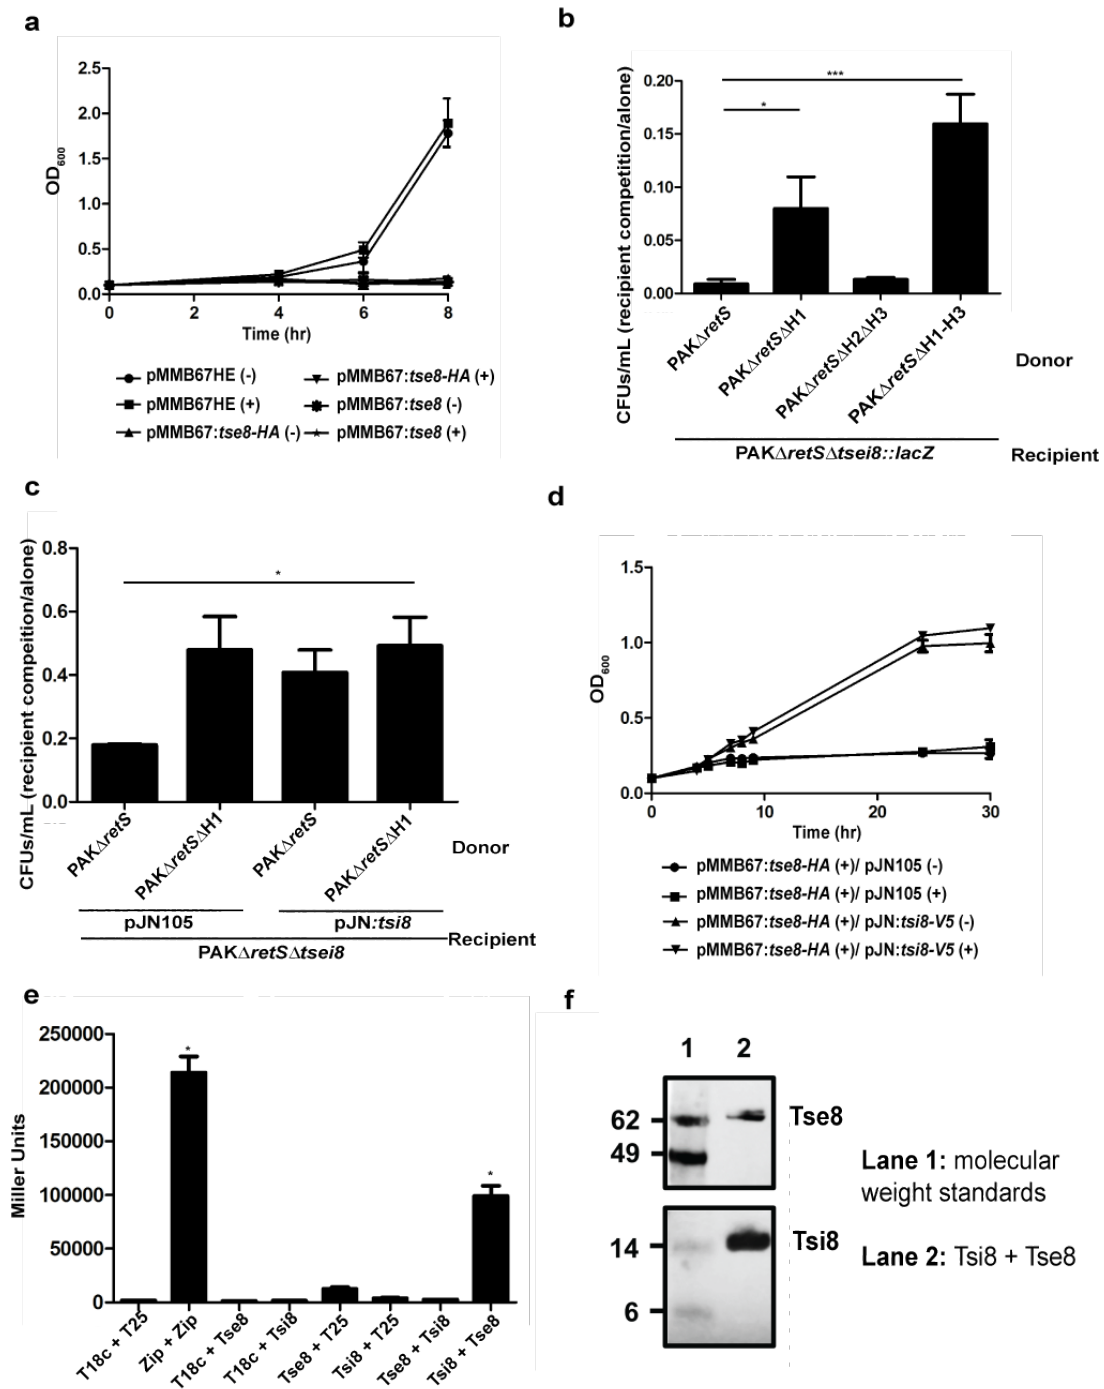 a
2.5
2.0
1.5
1.0
0.5
0.0
OD600
0 2 4 6 8
Time (hr)
pMMB67HE (-)
pMMB67HE (+)
pMMB67:tse8-HA (-)
pMMB67:tse8-HA (+)
pMMB67:tse8 (-)
pMMB67:tse8 (+)
b
CFUs/mL (recipient competition/alone)
0.20
0.15
0.10
0.05
0.00
***
*
PAKΔretS
PAKΔretSΔH1
PAKΔretSΔH2ΔH3
PAKΔretSΔH1-H3
Donor
PAKΔretSΔtsei8::lacZ
Recipient
c
CFUs/mL (recipient compeition/alone)
0.8
0.6
0.4
0.2
0.0
*
PAKΔretS
PAKΔretSΔH1
PAKΔretS
PAKΔretSΔH1
Donor
pJN105
pJN:tsi8
PAKΔretSΔtsei8
Recipient
d
1.5
1.0
0.5
0.0
OD600
0 10 20 30
Time (hr)
pMMB67:tse8-HA (+)/ pJN105 (-)
pMMB67:tse8-HA (+)/ pJN105 (+)
pMMB67:tse8-HA (+)/ pJN:tsi8-V5 (-)
pMMB67:tse8-HA (+)/ pJN:tsi8-V5 (+)
e
Miller Units
250000
200000
150000
100000
50000
0
*
*
T18c + T25
Zip + Zip
T18c + Tse8
T18c + Tsi8
Tse8 + T25
Tsi8 + T25
Tse8 + Tsi8
Tsi8 + Tse8
f
1 2
62
49
Tse8
14
6
Tsi8
Lane 1: molecular
weight standards
Lane 2: Tsi8 + Tse8